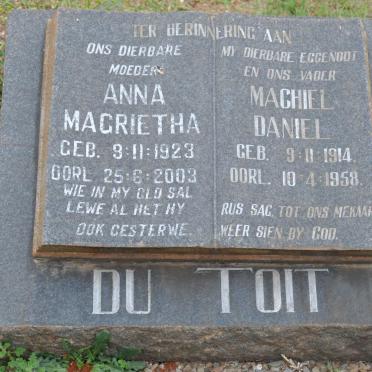 TER HERINNERING AAN
ONS DIERBARE
MOEDER
ANNA
MAGRIETHA
GEB. 9·11·1923
OORL. 25·6·2003
WIE IN MY GLO SAL
LEWE AL HET HY
OOK GESTERWE.
MY DIERBARE EGGENOOT
EN ONS VADER
MACHIEL
DANIEL
GEB. 9·11·1914.
OORL. 10·4·1958.
RUS SAG TOT ONS MEKAAR
WEER SIEN BY GOD.
DU TOIT